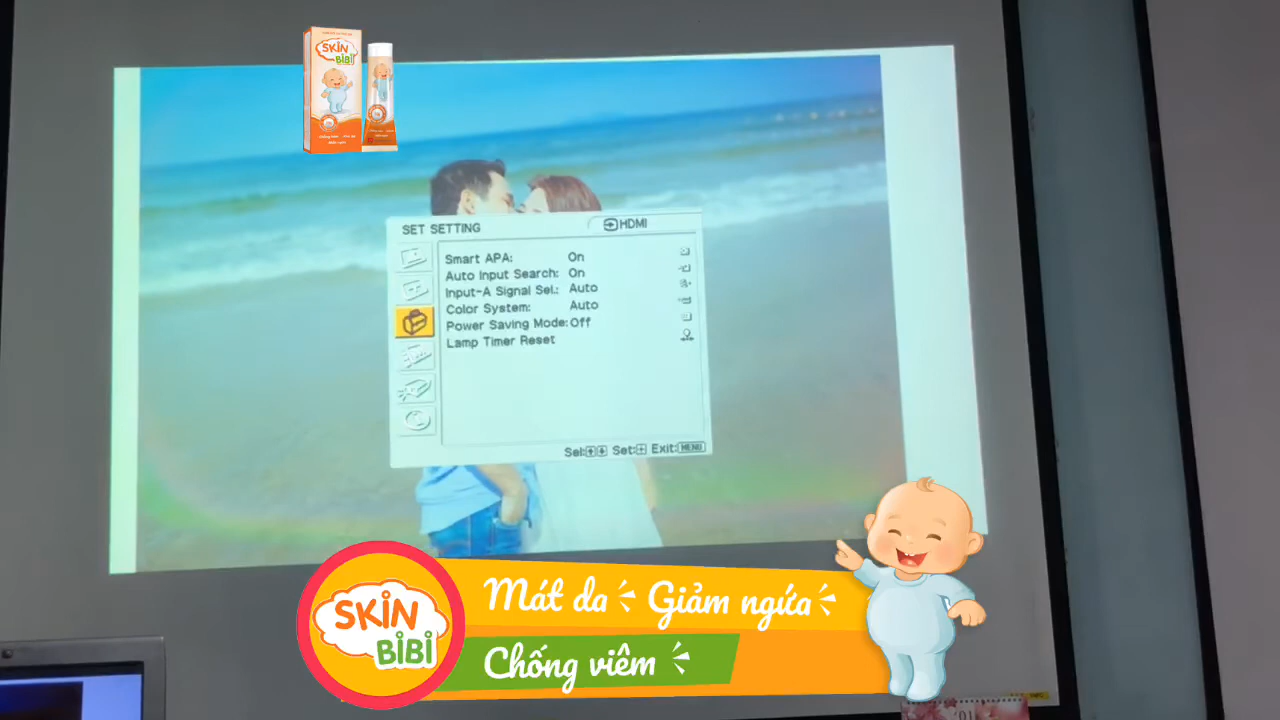 SKIN
BiBi
SET SETTING
HDMI
Smart APA: On
Auto Input Search: On
Input-A Signal Sel.: Auto
Color System: Auto
Power Saving Mode: Off
Lamp Timer Reset
Sel: Set: Exit: MENU
SKIN
BiBi
Mát da Giảm ngứa
Chống viêm